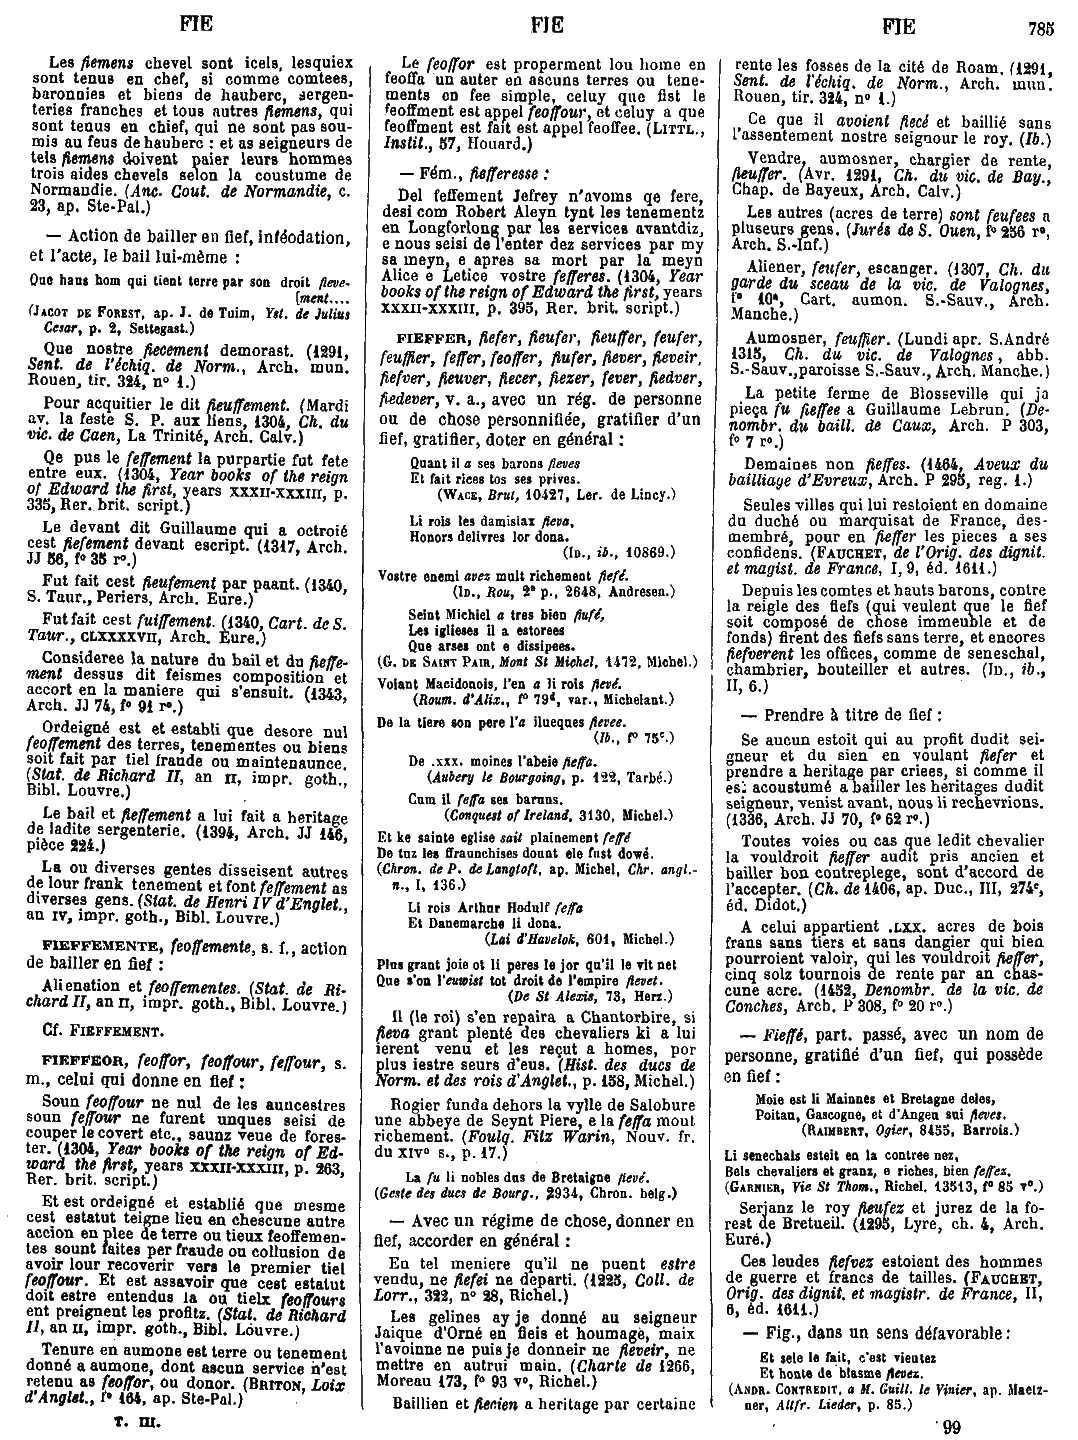 FIE
FIE
FIE
785
Les fiemens chevel sont icels, lesquiex
sont tenus en chef, si comme comtees,
baronnies et biens de hauberc, sergen-
teries franches et tous autres fiemens, qui
sont tenus en chief, qui ne sont pas sou-
mis au feus de hauberc : et as seigneurs de
tels fiemens doivent paier leurs hommes
trois aides chevels selon la coustume de
Normandie. (Anc. Cout. de Normandie, c.
23, ap. Ste-Pal.)
— Action de bailler en fief, inféodation,
et l'acte, le bail lui-même :
Que haus hom qui tient terre par son droit fieve-
[ment....
(JACOT DE FOREST, ap. J. de Tuim, Yst. de Julius
Cesar, p. 2, Settegast.)
Que nostre fiecement demorast. (1291,
Sent. de l'échiq. de Norm., Arch. mun.
Rouen, tir. 324, n° 1.)
Pour acquitier le dit fieuffement. (Mardi
av. la feste S. P. aux liens, 1304, Ch. du
vic. de Caen, La Trinité, Arch. Calv.)
Qe pus le feffement la purpartie fut fete
entre eux. (1304, Year books of the reign
of Edward the first, years XXXII-XXXIII, p.
335, Rer. brit. script.)
Le devant dit Guillaume qui a octroié
cest fiefement devant escript. (1317, Arch.
JJ 56, f° 35 r°.)
Fut fait cest fieufement par paant. (1340,
S. Taur., Periers, Arch. Eure.)
Fut fait cest fuiffement. (1340, Cart. de S.
Taur., CLXXXXVII, Arch. Eure.)
Consideree la nature du bail et du fieffe-
ment dessus dit feismes composition et
accort en la maniere qui s'ensuit. (1343,
Arch. JJ 74, f° 91 r°.)
Ordeigné est et establi que desore nul
feoffement des terres, tenementes ou biens
soit fait par tiel fraude ou maintenaunce.
(Stat. de Richard II, an II, impr. goth.,
Bibl. Louvre.)
Le bail et fieffement a lui fait a heritage
de ladite sergenterie. (1394, Arch. JJ 146,
pièce 224.)
La ou diverses gentes disseisent autres
de lour frank tenement et font feffement as
diverses gens. (Stat. de Henri IV d'Englet.,
an IV, impr. goth., Bibl. Louvre.)
FIEFFEMENTE, feoffemente, s. f., action
de bailler en fief :
Alienation et feoffementes. (Stat. de Ri-
chard II, an II, impr. goth., Bibl. Louvre.)
Cf. FIEFFEMENT.
FIEFFEOR, feoffor, feoffour, feffour, s.
m., celui qui donne en fief :
Soun feoffour ne nul de les auncestres
soun feffour ne furent unques seisi de
couper le covert etc., saunz veue de fores-
ter. (1304, Year books of the reign of Ed-
ward the first, years XXXII-XXXIII, p. 263,
Rer. brit. script.)
Et est ordeigné et establié que mesme
cest estatut teigne lieu en chescune autre
accion en plee de terre ou tieux feoffemen-
tes sount faites per fraude ou collusion de
avoir lour recoverir vers le premier tiel
feoffour. Et est assavoir que cest estatut
doit estre entendus la ou tielx feoffours
ent preignent les profitz. (Stat. de Richard
II, an II, impr. goth., Bibl. Louvre.)
Tenure en aumone est terre ou tenement
donné a aumone, dont ascun service n'est
retenu as feoffor, ou donor. (BRITON, Loix
d'Anglet., f° 164, ap. Ste-Pal.)
T. III.
Le feoffor est properment lou home en
feoffa un auter en ascuns terres ou tene-
ments en fee simple, celuy que fist le
feoffment est appel feoffour, et celuy a que
feoffment est fait est appel feoffee. (LITTL.,
Instit., 57, Houard.)
— Fém., fiefferesse :
Del feffement Jefrey n'avoms qe fere,
desi com Robert Aleyn tynt les tenementz
en Longforlong par les services avantdiz,
e nous seisi de l'enter dez services par my
sa meyn, e apres sa mort par la meyn
Alice e Letice vostre fefferes. (1304, Year
books of the reign of Edward the first, years
XXXII-XXXIII, p. 395, Rer. brit. script.)
FIEFFER, fiefer, fieufer, fieuffer, feufer,
feuffier, feffer, feoffer, fiufer, fiever, fieveir,
fiefver, fieuver, fiecer, fiezer, fever, fiedver,
fiedever, v. a., avec un rég. de personne
ou de chose personnifiée, gratifier d'un
fief, gratifier, doter en général :
Quant il a ses barons fieves
Et fait rices tos ses prives.
(WACE, Brut, 10427, Ler. de Lincy.)
Li rois les damislax fieva,
Honors delivres lor dona.
(ID., ib., 10869.)
Vostre enemi avez mult richement fiefé.
(ID., Rou, 2e p., 2648, Andresen.)
Seint Michiel a tres bien fiufé,
Les iglieses il a estorees
Que arses ont e dissipees.
(G. DE SAINT PAIR, Mont St Michel, 1472, Michel.)
Voiant Macidonois, l'en a li rois fievé.
(Roum. d'Alix., f° 79d, var., Michelant.)
De la tiere son pere l'a ilueques fievee.
(Ib., f° 75c.)
De .xxx. moines l'abeie fieffa.
(Aubery le Bourgoing, p. 122, Tarbé.)
Cum il feffa ses baruns.
(Conquest of Ireland, 3130, Michel.)
Et ke sainte eglise sait plainement feffé
De tuz les ffraunchises dount ele fust dowé.
(Chron. de P. de Langtoft, ap. Michel, Chr. angl.-
n., I, 136.)
Li rois Arthur Hodulf feffa
Et Danemarche li dona.
(Lai d'Havelok, 601, Michel.)
Plus grant joie ot li peres le jor qu'il le vit net
Que s'on l'euwist tot droit de l'empire fievet.
(De St Alexis, 73, Herz.)
Il (le roi) s'en repaira a Chantorbire, si
fieva grant plenté des chevaliers ki a lui
ierent venu et les reçut a homes, por
plus iestre seurs d'eus. (Hist. des ducs de
Norm. et des rois d'Anglet., p. 158, Michel.)
Rogier funda dehors la vylle de Salobure
une abbeye de Seynt Piere, e la feffa mout
richement. (Foulq. Fitz Warin, Nouv. fr.
du XIV° s., p. 17.)
La fu li nobles dus de Bretaigne fievé.
(Geste des ducs de Bourg., 2934, Chron. belg.)
— Avec un régime de chose, donner en
fief, accorder en général :
En tel meniere qu'il ne puent estre
vendu, ne fiefei ne departi. (1225, Coll. de
Lorr., 322, n° 28, Richel.)
Les gelines ay je donné au seigneur
Jaique d'Orné en fleis et houmage, maix
l'avoinne ne puis je donneir ne fieveir, ne
mettre en autrui main. (Charte de 1266,
Moreau 173, f° 93 v°, Richel.)
Baillien et fiecien a heritage par certaine
rente les fosses de la cité de Roam. (1291,
Sent. de l'échiq. de Norm., Arch. mun.
Rouen, tir. 324, n° 1.)
Ce que il avoient fiecé et baillié sans
l'assentement nostre seignour le roy. (Ib.)
Vendre, aumosner, chargier de rente,
fieuffer. (Avr. 1291, Ch. du vic. de Bay.,
Chap. de Bayeux, Arch. Calv.)
Les autres (acres de terre) sont feufees a
pluseurs gens. (Jurés de S. Ouen, f° 256 r°,
Arch. S.-Inf.)
Aliener, feufer, escanger. (1307, Ch. du
garde du sceau de la vic. de Valognes,
f° 10a, Cart. aumon. S.-Sauv., Arch.
Manche.)
Aumosner, feuffier. (Lundi apr. S. André
1315, Ch. du vic. de Valognes, abb.
S.-Sauv., paroisse S.-Sauv., Arch. Manche.)
La petite ferme de Blosseville qui ja
pieça fu fieffee a Guillaume Lebrun. (De-
nombr. du baill. de Caux, Arch. P 303,
f° 7 r°.)
Demaines non fieffes. (1464, Aveux du
bailliage d'Evreux, Arch. P 295, reg. 1.)
Seules villes qui lui restoient en domaine
du duché ou marquisat de France, des-
membré, pour en fieffer les pieces a ses
confidens. (FAUCHET, de l'Orig. des dignit.
et magist. de France, I, 9, éd. 1611.)
Depuis les comtes et hauts barons, contre
la reigle des fiefs (qui veulent que le fief
soit composé de chose immeuble et de
fonds) firent des fiefs sans terre, et encores
fiefverent les offices, comme de seneschal,
chambrier, bouteiller et autres. (ID., ib.,
II, 6.)
— Prendre à titre de fief :
Se aucun estoit qui au profit dudit sei-
gneur et du sien en voulant fiefer et
prendre a heritage par criees, si comme il
est acoustumé a bailler les heritages dudit
seigneur, venist avant, nous li rechevrions.
(1336, Arch. JJ 70, f° 62 r°.)
Toutes voies ou cas que ledit chevalier
la vouldroit fieffer audit pris ancien et
bailler bon contreplege, sont d'accord de
l'accepter. (Ch. de 1406, ap. Duc., III, 274c,
éd. Didot.)
A celui appartient .LXX. acres de bois
frans sans tiers et sans dangier qui bien
pourroient valoir, qui les vouldroit fieffer,
cinq solz tournois de rente par an chas-
cune acre. (1452, Denombr. de la vic. de
Conches, Arch. P 308, f° 20 r°.)
— Fieffé, part. passé, avec un nom de
personne, gratifié d'un fief, qui possède
en fief :
Moie est li Mainnes et Bretagne deles,
Poitan, Gascogne, et d'Angen sui fieves.
(RAIMBERT, Ogier, 8455, Barrois.)
Li senechals esteit en la contree nez,
Bels chevaliers et granz, e riches, bien feffez.
(GARNIER, Vie St Thom., Richel. 13513, f° 85 v°.)
Serjanz le roy fieufez et jurez de la fo-
rest de Bretueil. (1295, Lyre, ch. 4, Arch.
Eure.)
Ces leudes fiefvez estoient des hommes
de guerre et francs de tailles. (FAUCHET,
Orig. des dignit. et magistr. de France, II,
6, éd. 1611.)
— Fig., dans un sens défavorable :
Et sele le fait, c'est vieutez
Et honte de blasme fievez.
(ANDR. CONTREDIT, a M. Guill. le Vinier, ap. Maetz-
ner, Altfr. Lieder, p. 85.)
99